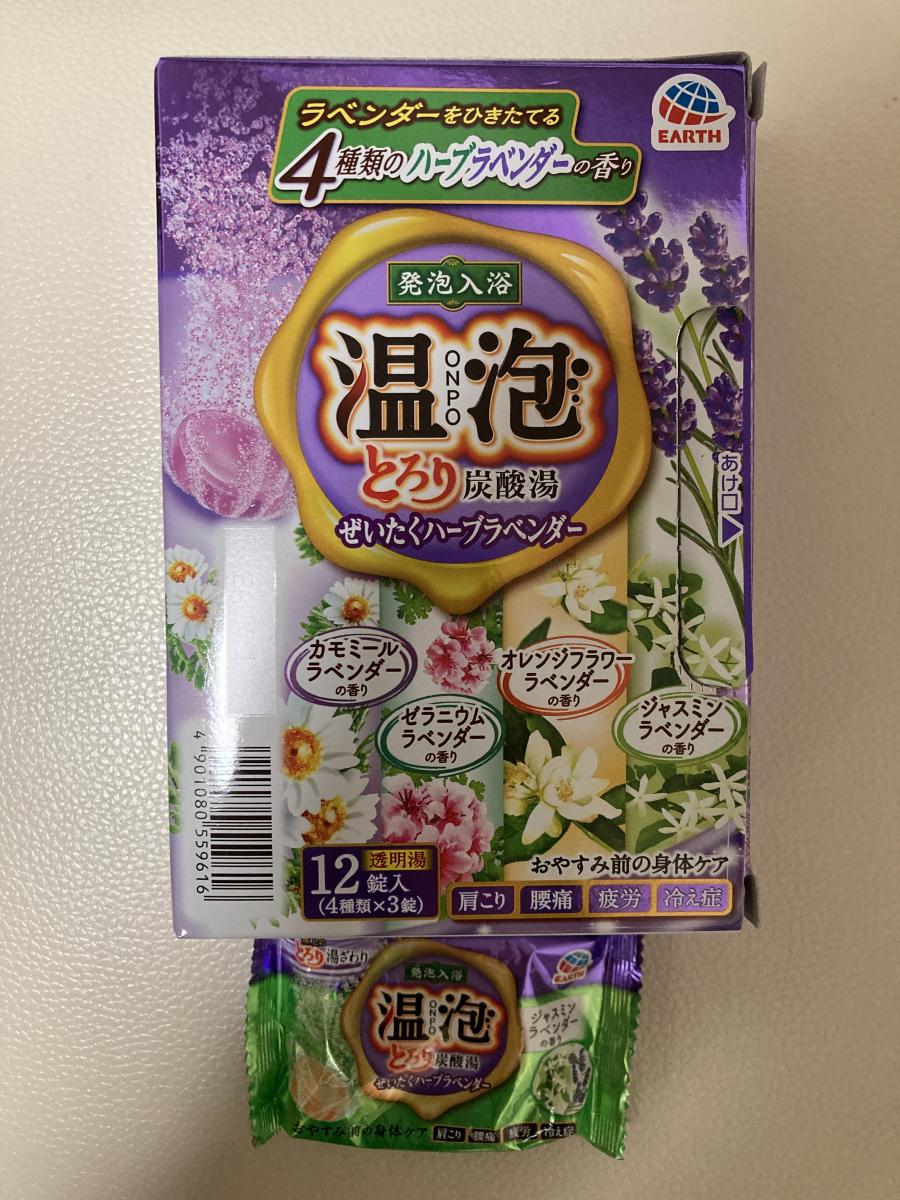 ラベンダーをひきたてる
4種類のハーブラベンダーの香り
EARTH
発泡入浴
温泡
ONPO
とろり炭酸湯
ぜいたくハーブラベンダー
あけ口
カモミール
ラベンダー
の香り
ゼラニウム
ラベンダー
の香り
オレンジフラワー
ラベンダー
の香り
ジャスミン
ラベンダー
の香り
4901080559616
12錠入
透明湯
(4種類×3錠)
おやすみ前の身体ケア
肩こり 腰痛 疲労 冷え症
とろり湯ざわり
発泡入浴
EARTH
温泡
ONPO
とろり炭酸湯
ぜいたくハーブラベンダー
ジャスミン
ラベンダー
の香り
おやすみ前の身体ケア 肩こり 腰痛 疲労 冷え症